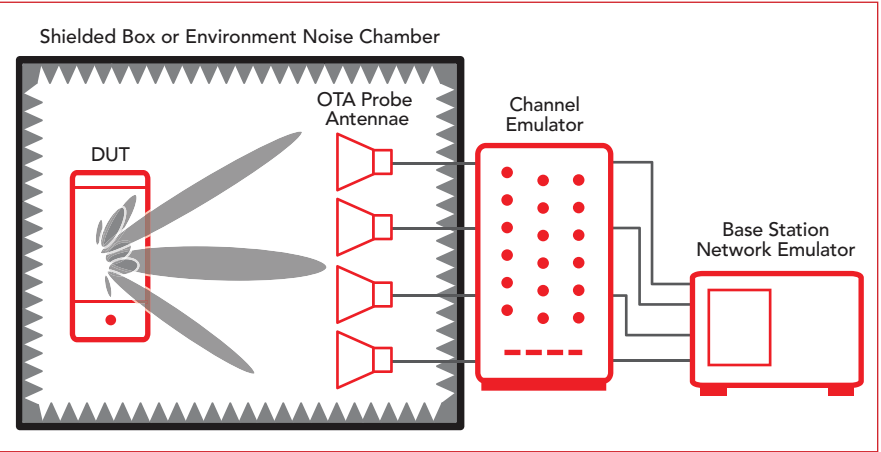 Shielded Box or Environment Noise Chamber
OTA Probe
Antennae
Channel
Emulator
DUT
Base Station
Network Emulator